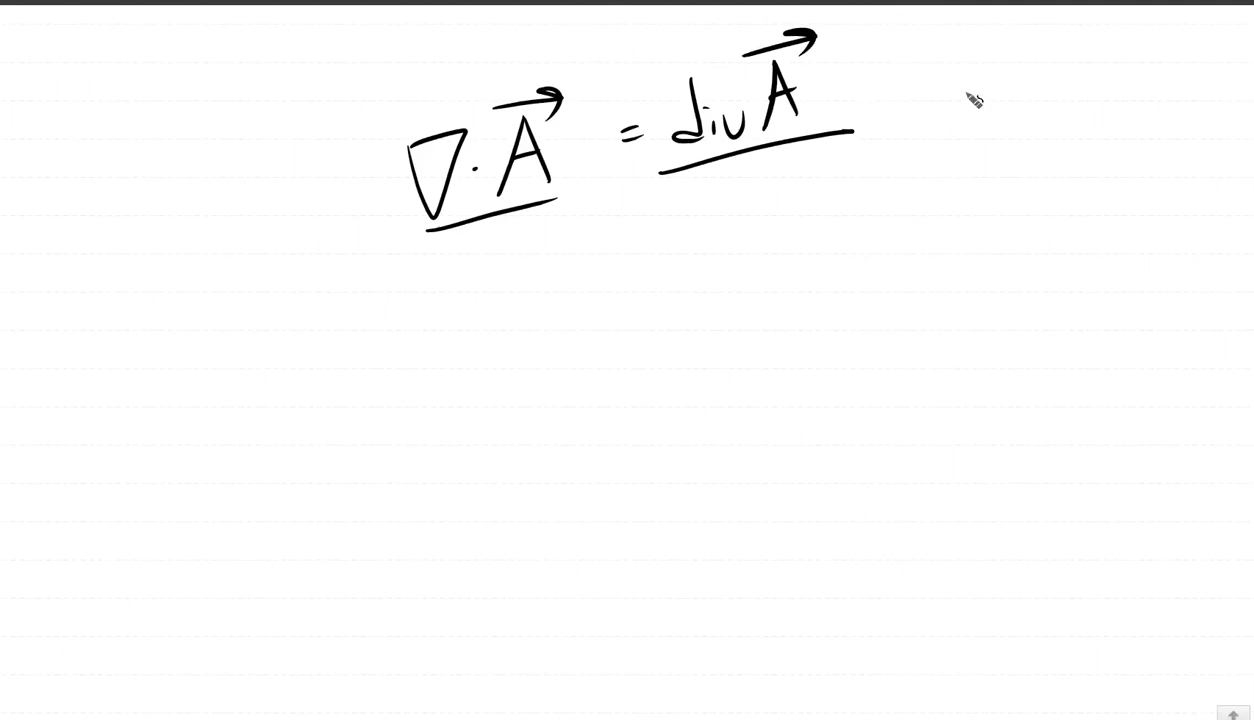 ∇ · A⃗ = div A⃗